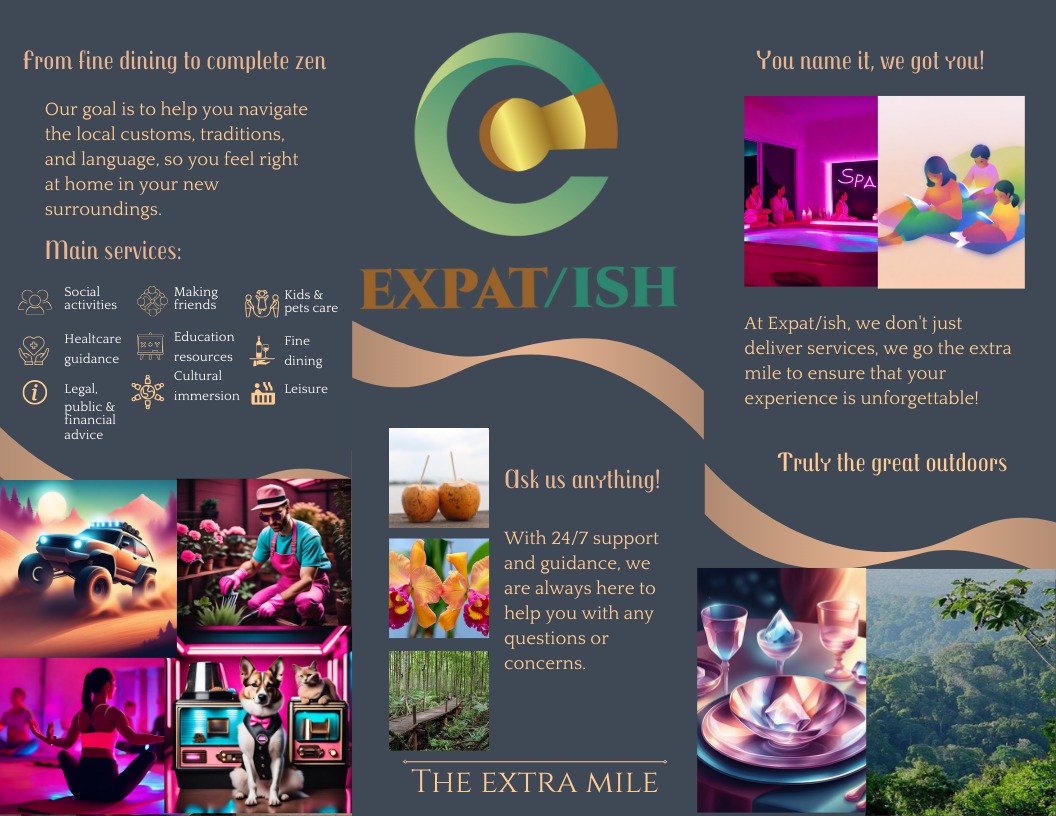 From fine dining to complete zen
Our goal is to help you navigate
the local customs, traditions,
and language, so you feel right
at home in your new
surroundings.
Main services:
Social
activities
Making
friends
Kids &
pets care
Healtcare
guidance
Education
resources
Fine
dining
Legal,
public &
financial
advice
Cultural
immersion
Leisure
EXPAT/ISH
Ask us anything!
With 24/7 support
and guidance, we
are always here to
help you with any
questions or
concerns.
THE EXTRA MILE
You name it, we got you!
SPA
At Expat/ish, we don't just
deliver services, we go the extra
mile to ensure that your
experience is unforgettable!
Truly the great outdoors